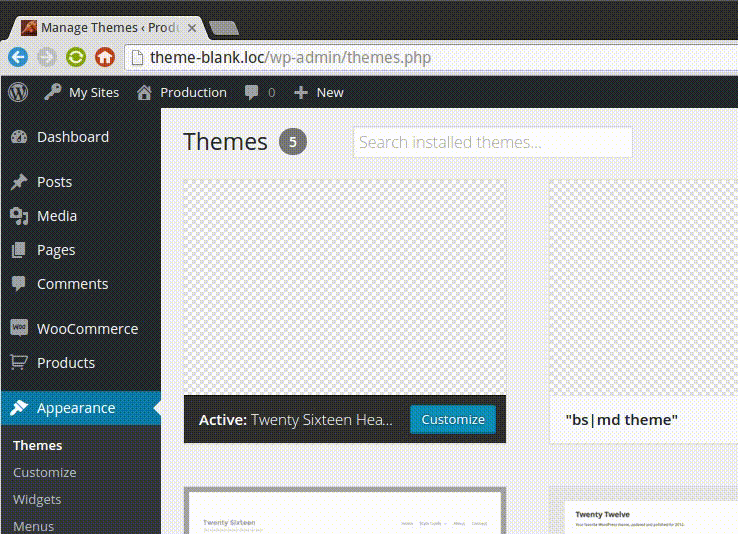 Manage Themes ‹ Produ
theme-blank.loc/wp-admin/themes.php
My Sites Production 0 New
Dashboard
Posts
Media
Pages
Comments
WooCommerce
Products
Appearance
Themes
Customize
Widgets
Menus
Themes 5 Search installed themes...
Active: Twenty Sixteen Hea... Customize
"bs|md theme"
Twenty Sixteen
Twenty Twelve